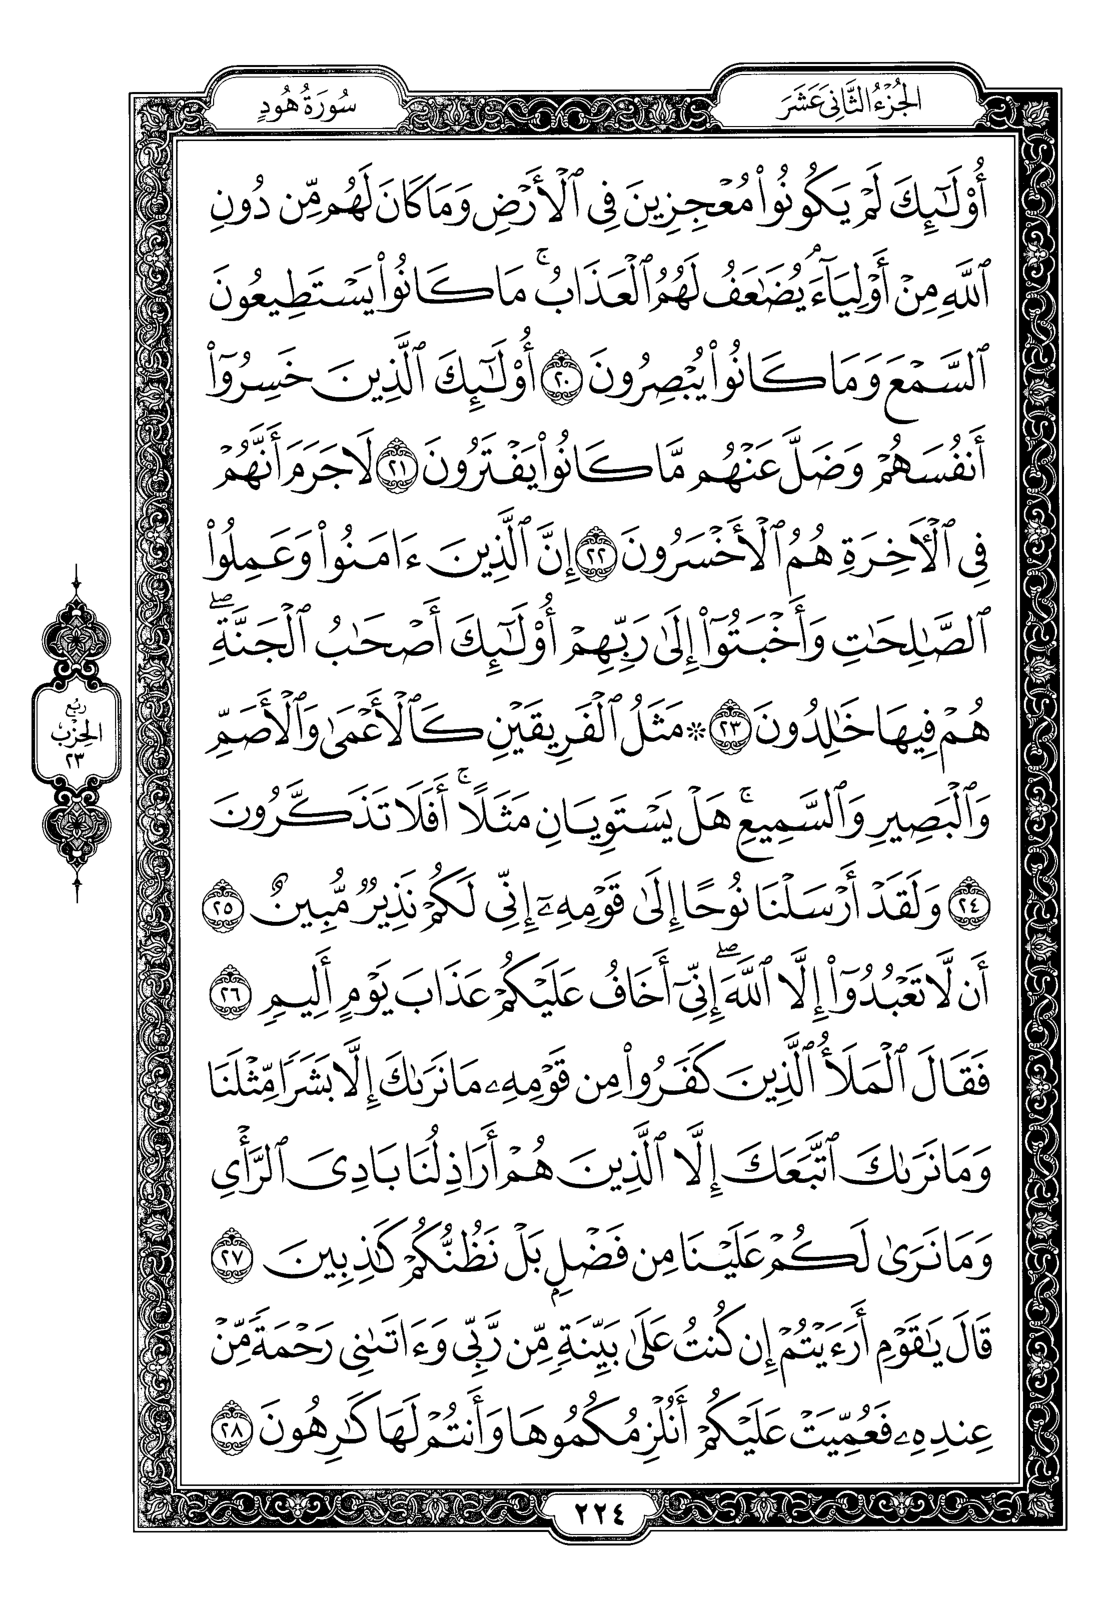 الجُزْءُ الثَّانِي عَشَرَ
سُورَةُ هُودٍ
أُوْلَٰٓئِكَ لَمۡ يَكُونُواْ مُعۡجِزِينَ فِي ٱلۡأَرۡضِ وَمَا كَانَ لَهُم مِّن دُونِ
ٱللَّهِ مِنۡ أَوۡلِيَآءَۘ يُضَٰعَفُ لَهُمُ ٱلۡعَذَابُۚ مَا كَانُواْ يَسۡتَطِيعُونَ
ٱلسَّمۡعَ وَمَا كَانُواْ يُبۡصِرُونَ ٢٠ أُوْلَٰٓئِكَ ٱلَّذِينَ خَسِرُوٓاْ
أَنفُسَهُمۡ وَضَلَّ عَنۡهُم مَّا كَانُواْ يَفۡتَرُونَ ٢١ لَا جَرَمَ أَنَّهُمۡ
فِي ٱلۡأٓخِرَةِ هُمُ ٱلۡأَخۡسَرُونَ ٢٢ إِنَّ ٱلَّذِينَ ءَامَنُواْ وَعَمِلُواْ
ٱلصَّٰلِحَٰتِ وَأَخۡبَتُوٓاْ إِلَىٰ رَبِّهِمۡ أُوْلَٰٓئِكَ أَصۡحَٰبُ ٱلۡجَنَّةِۖ
هُمۡ فِيهَا خَٰلِدُونَ ٢٣ ۞ مَثَلُ ٱلۡفَرِيقَيۡنِ كَٱلۡأَعۡمَىٰ وَٱلۡأَصَمِّ
وَٱلۡبَصِيرِ وَٱلسَّمِيعِۚ هَلۡ يَسۡتَوِيَانِ مَثَلًاۚ أَفَلَا تَذَكَّرُونَ
٢٤ وَلَقَدۡ أَرۡسَلۡنَا نُوحًا إِلَىٰ قَوۡمِهِۦٓ إِنِّي لَكُمۡ نَذِيرٞ مُّبِينٌ ٢٥
أَن لَّا تَعۡبُدُوٓاْ إِلَّا ٱللَّهَۖ إِنِّيٓ أَخَافُ عَلَيۡكُمۡ عَذَابَ يَوۡمٍ أَلِيمٖ ٢٦
فَقَالَ ٱلۡمَلَأُ ٱلَّذِينَ كَفَرُواْ مِن قَوۡمِهِۦ مَا نَرَىٰكَ إِلَّا بَشَرٗا مِّثۡلَنَا
وَمَا نَرَىٰكَ ٱتَّبَعَكَ إِلَّا ٱلَّذِينَ هُمۡ أَرَاذِلُنَا بَادِيَ ٱلرَّأۡيِ
وَمَا نَرَىٰ لَكُمۡ عَلَيۡنَا مِن فَضۡلِۭ بَلۡ نَظُنُّكُمۡ كَٰذِبِينَ ٢٧
قَالَ يَٰقَوۡمِ أَرَءَيۡتُمۡ إِن كُنتُ عَلَىٰ بَيِّنَةٖ مِّن رَّبِّي وَءَاتَىٰنِي رَحۡمَةٗ مِّنۡ
عِندِهِۦ فَعُمِّيَتۡ عَلَيۡكُمۡ أَنُلۡزِمُكُمُوهَا وَأَنتُمۡ لَهَا كَٰرِهُونَ ٢٨
رُبُع
الحِزْب
٢٣
٢٢٤